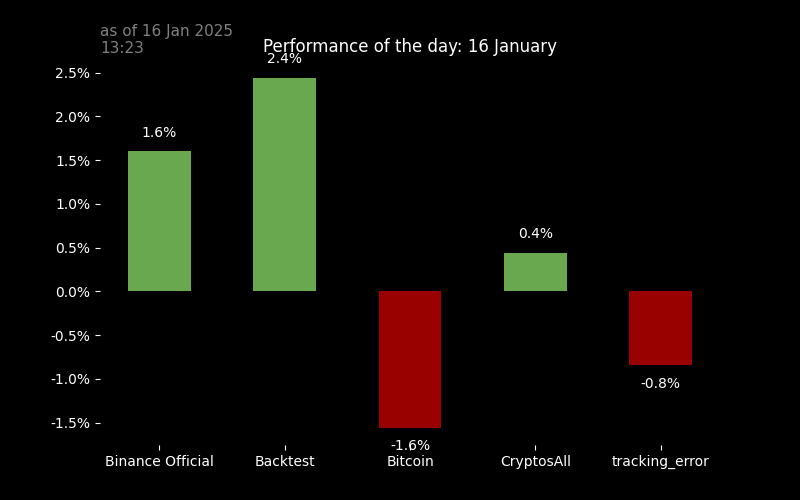 as of 16 Jan 2025
13:23
Performance of the day: 16 January
2.5%
2.0%
1.5%
1.0%
0.5%
0.0%
-0.5%
-1.0%
-1.5%
1.6%
2.4%
-1.6%
0.4%
-0.8%
Binance Official
Backtest
Bitcoin
CryptosAll
tracking_error